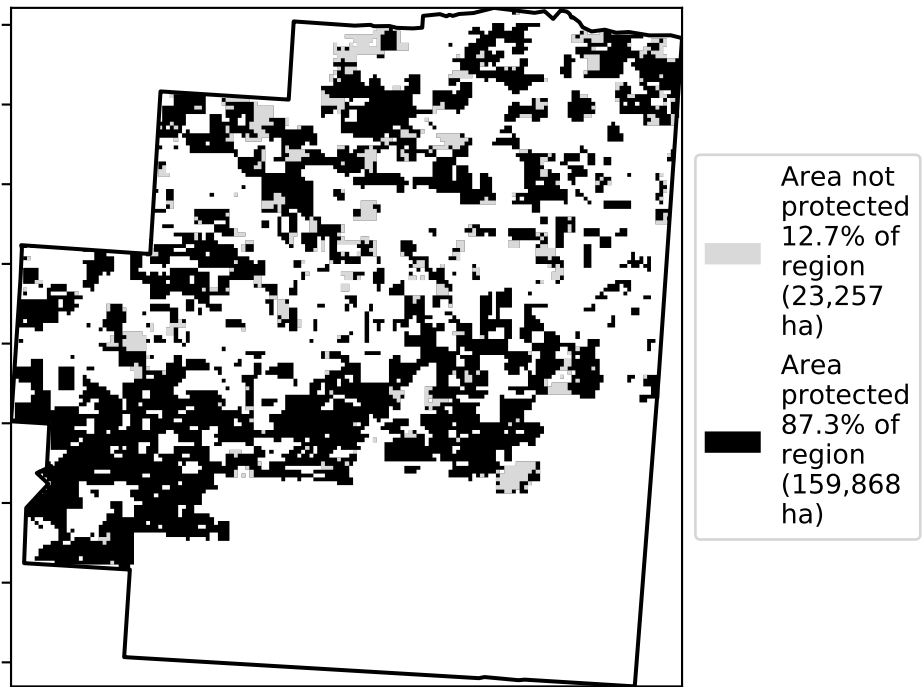 Area not
protected
12.7% of
region
(23,257
ha)
Area
protected
87.3% of
region
(159,868
ha)